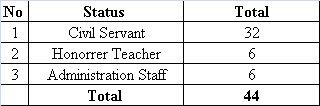 No Status Total
1 Civil Servant 32
2 Honorrer Teacher 6
3 Administration Staff 6
Total 44